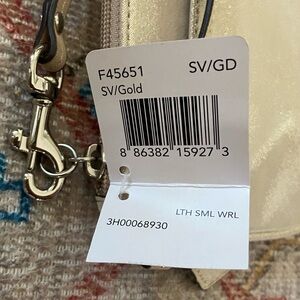 F45651 SV/GD
SV/Gold
8 86382 15927 3
LTH SML WRL
3H00068930